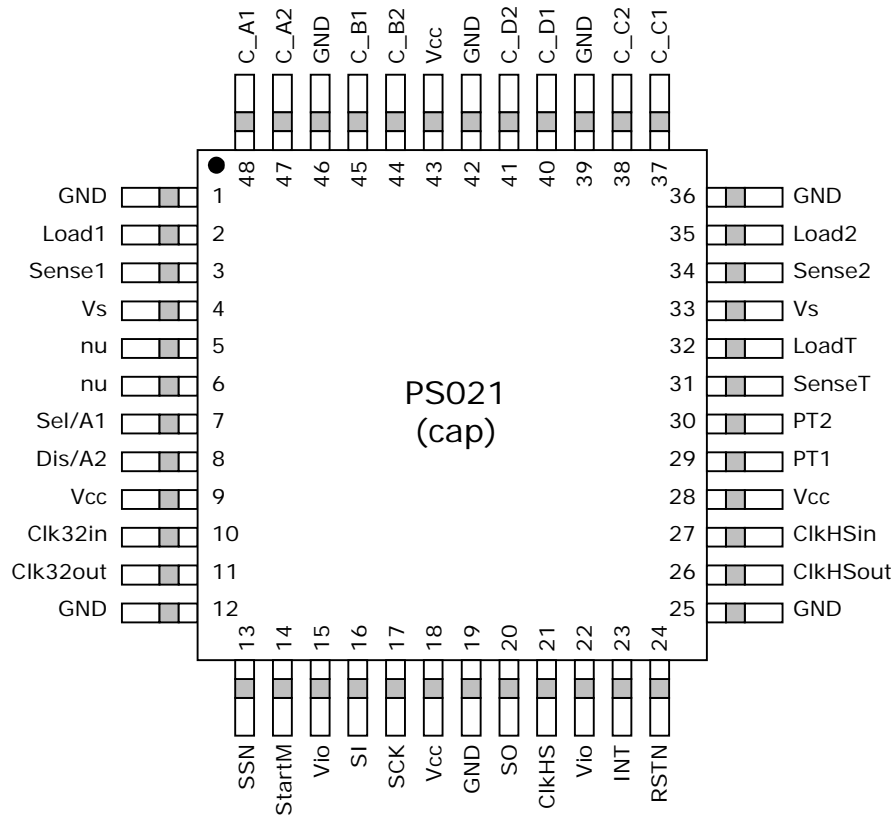 C_A1
C_A2
GND
C_B1
C_B2
Vcc
GND
C_D2
C_D1
GND
C_C2
C_C1
48
47
46
45
44
43
42
41
40
39
38
37
GND 1
Load1 2
Sense1 3
Vs 4
nu 5
nu 6
Sel/A1 7
Dis/A2 8
Vcc 9
Clk32in 10
Clk32out 11
GND 12
PS021
(cap)
36 GND
35 Load2
34 Sense2
33 Vs
32 LoadT
31 SenseT
30 PT2
29 PT1
28 Vcc
27 ClkHSin
26 ClkHSout
25 GND
13
14
15
16
17
18
19
20
21
22
23
24
SSN
StartM
Vio
SI
SCK
Vcc
GND
SO
ClkHS
Vio
INT
RSTN